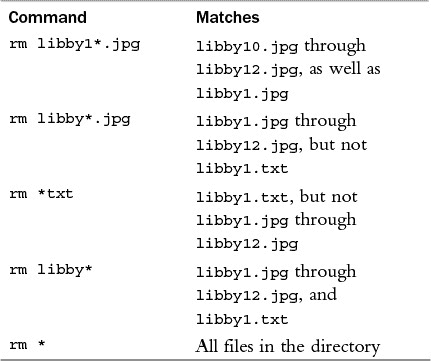 Command Matches
rm libby1*.jpg libby10.jpg through
libby12.jpg, as well as
libby1.jpg
rm libby*.jpg libby1.jpg through
libby12.jpg, but not
libby1.txt
rm *txt libby1.txt, but not
libby1.jpg through
libby12.jpg
rm libby* libby1.jpg through
libby12.jpg, and
libby1.txt
rm * All files in the directory